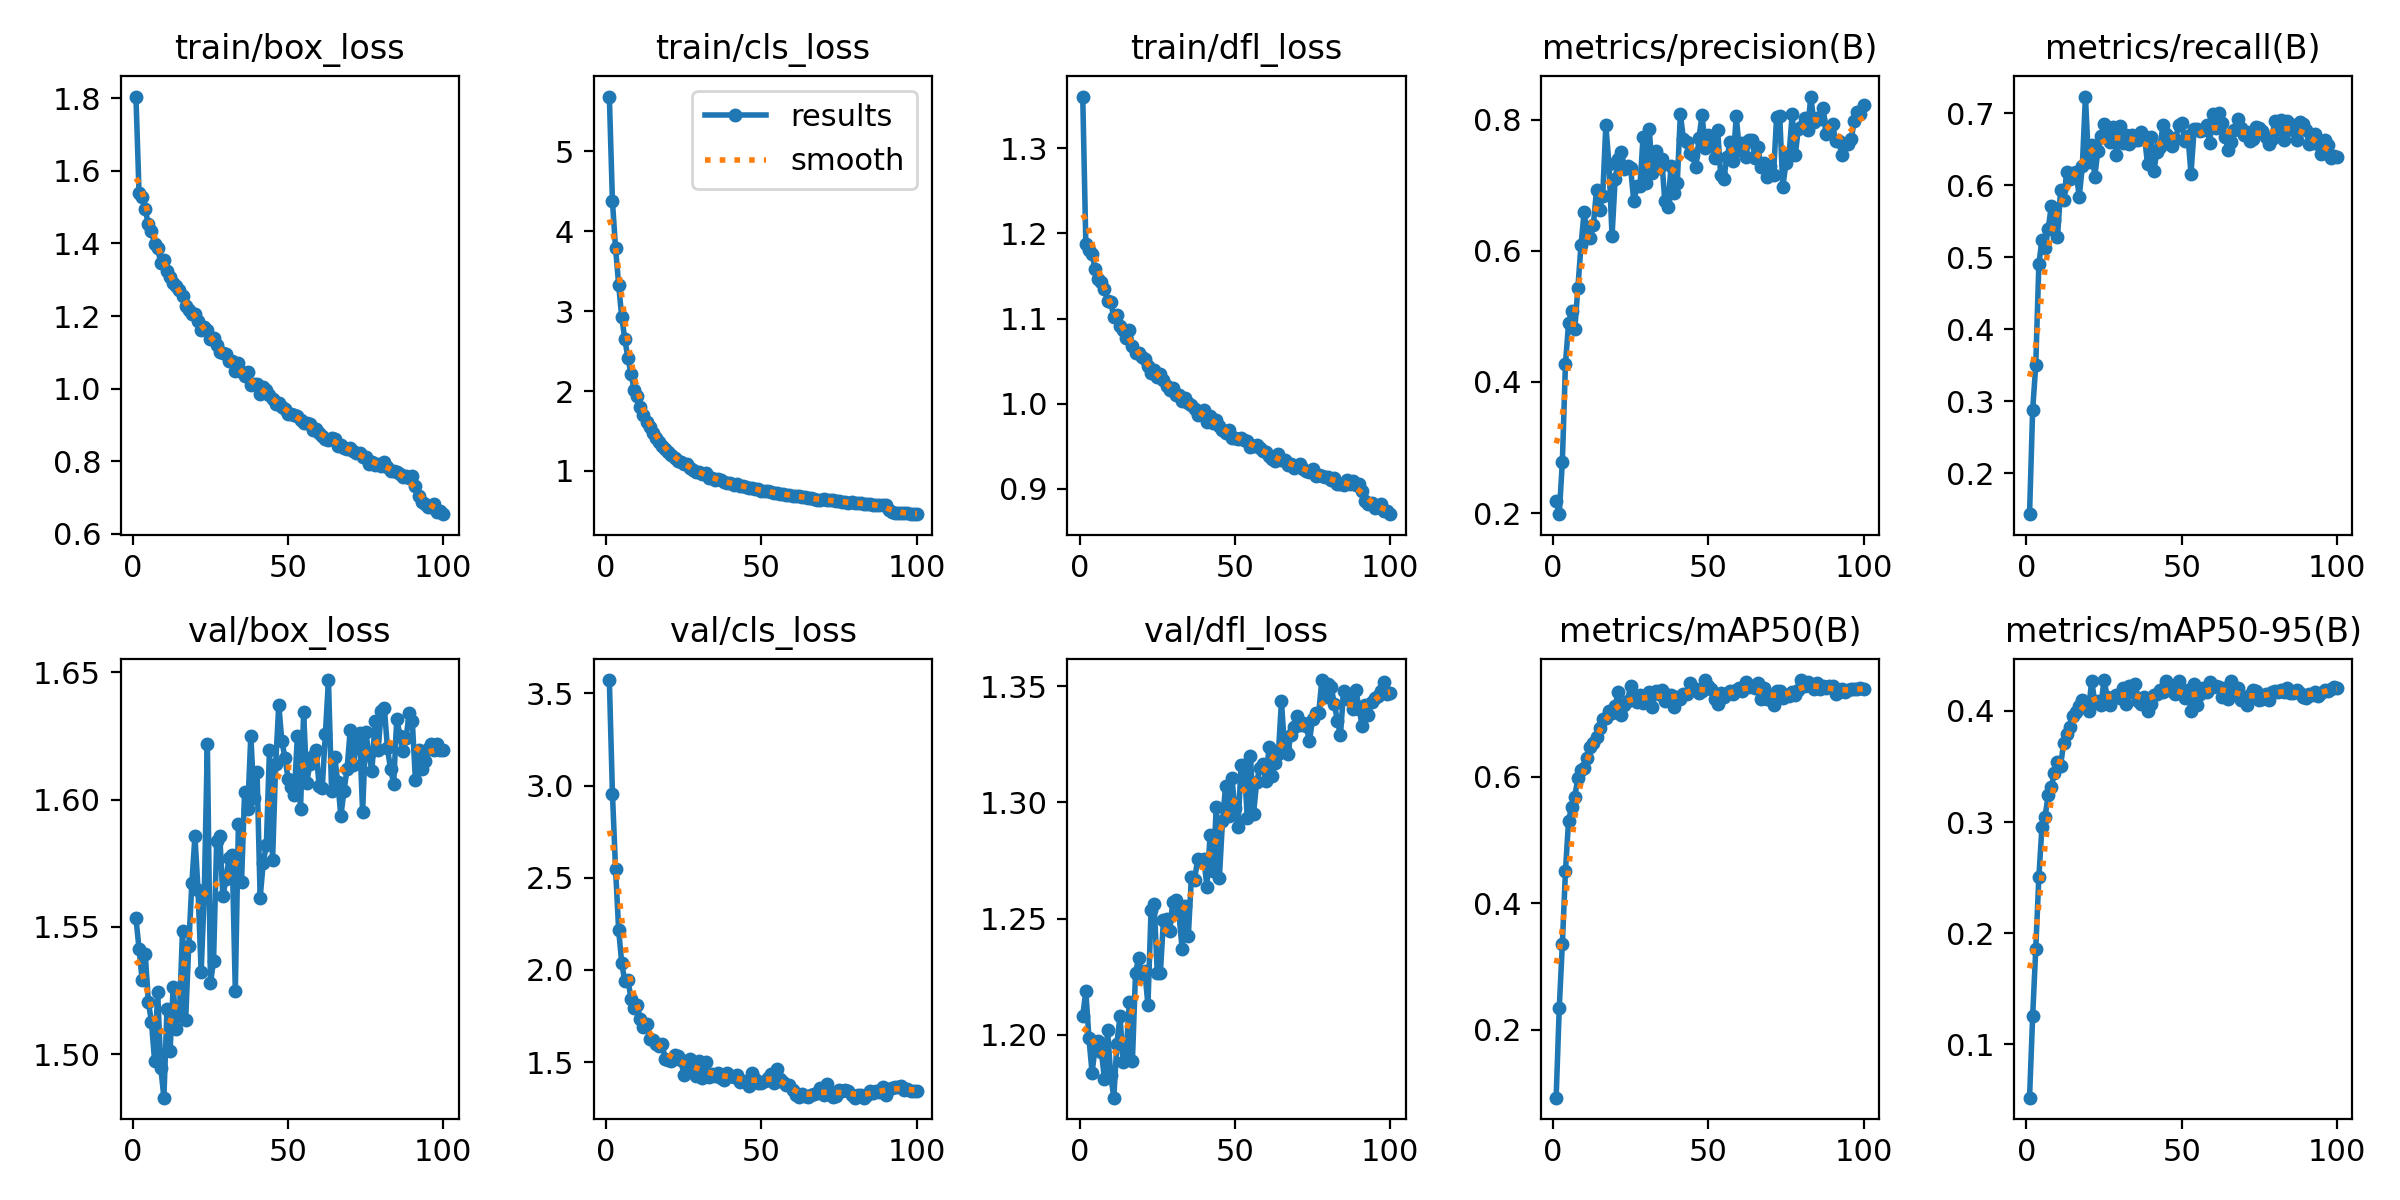 train/box_loss
1.8
1.6
1.4
1.2
1.0
0.8
0.6
0 50 100
train/cls_loss
results
smooth
5
4
3
2
1
0 50 100
train/dfl_loss
1.3
1.2
1.1
1.0
0.9
0 50 100
metrics/precision(B)
0.8
0.6
0.4
0.2
0 50 100
metrics/recall(B)
0.7
0.6
0.5
0.4
0.3
0.2
0 50 100
val/box_loss
1.65
1.60
1.55
1.50
0 50 100
val/cls_loss
3.5
3.0
2.5
2.0
1.5
0 50 100
val/dfl_loss
1.35
1.30
1.25
1.20
0 50 100
metrics/mAP50(B)
0.6
0.4
0.2
0 50 100
metrics/mAP50-95(B)
0.4
0.3
0.2
0.1
0 50 100